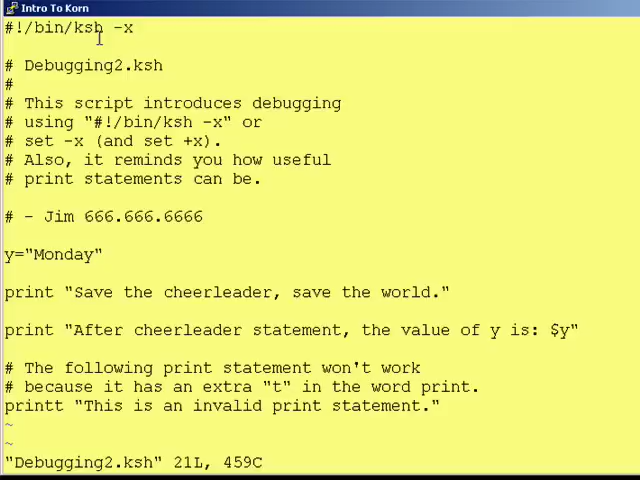 Intro To Korn
#!/bin/ksh -x
# Debugging2.ksh
#
# This script introduces debugging
# using "#!/bin/ksh -x" or
# set -x (and set +x).
# Also, it reminds you how useful
# print statements can be.
# - Jim 666.666.6666
y="Monday"
print "Save the cheerleader, save the world."
print "After cheerleader statement, the value of y is: $y"
# The following print statement won't work
# because it has an extra "t" in the word print.
printt "This is an invalid print statement."
~
~
"Debugging2.ksh" 21L, 459C